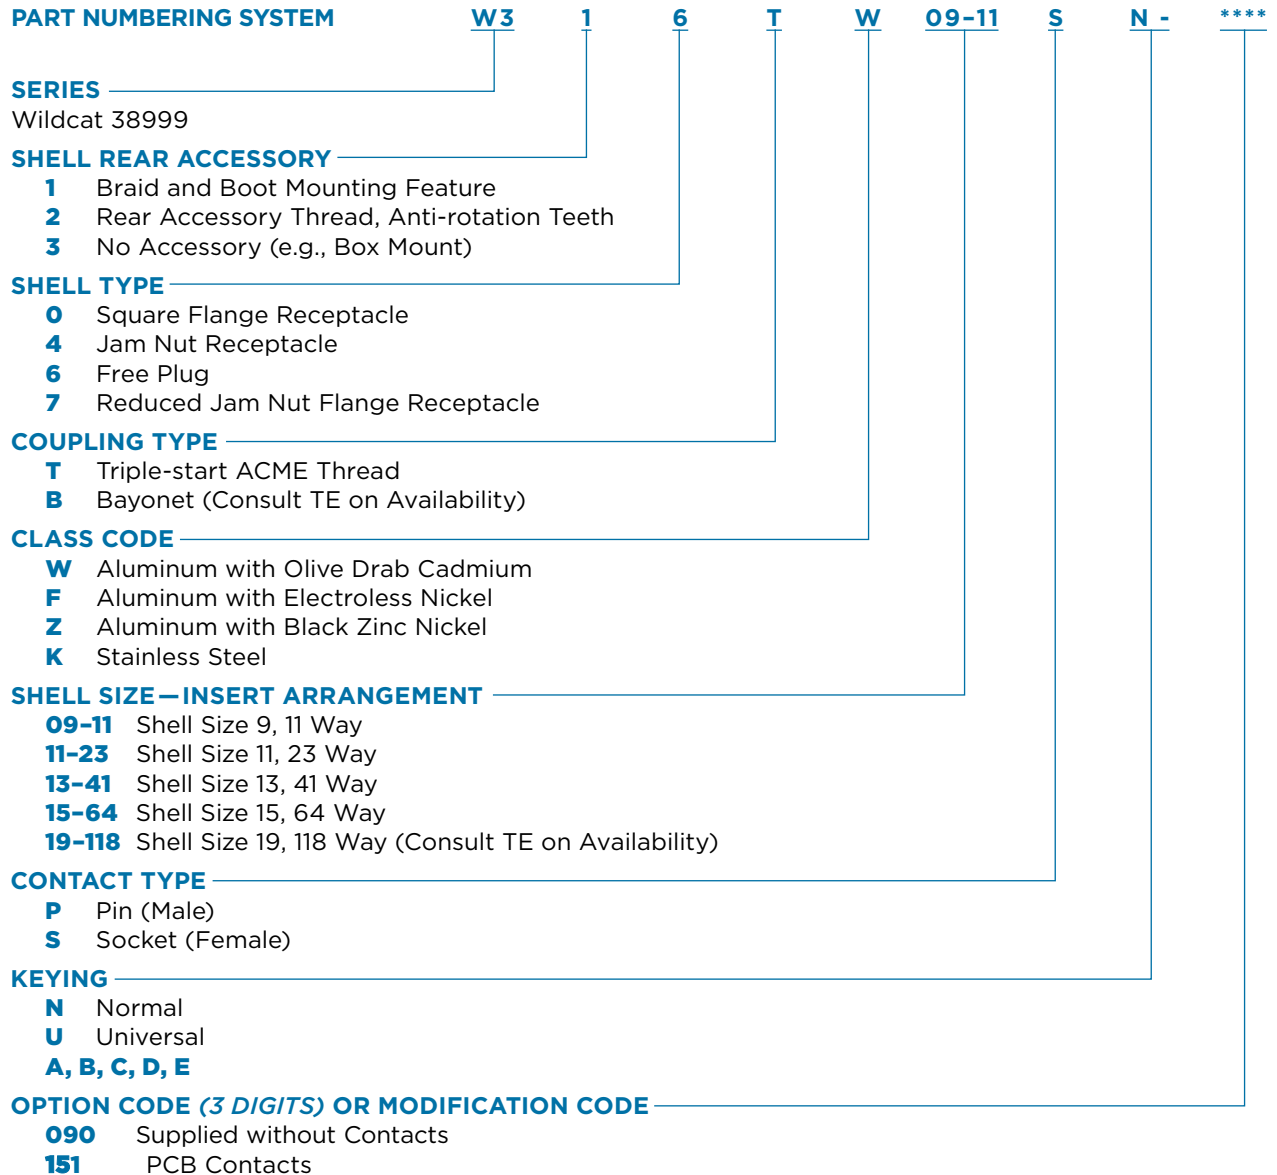 PART NUMBERING SYSTEM W3 1 6 T W 09–11 S N - ****
SERIES
Wildcat 38999
SHELL REAR ACCESSORY
1 Braid and Boot Mounting Feature
2 Rear Accessory Thread, Anti-rotation Teeth
3 No Accessory (e.g., Box Mount)
SHELL TYPE
0 Square Flange Receptacle
4 Jam Nut Receptacle
6 Free Plug
7 Reduced Jam Nut Flange Receptacle
COUPLING TYPE
T Triple-start ACME Thread
B Bayonet (Consult TE on Availability)
CLASS CODE
W Aluminum with Olive Drab Cadmium
F Aluminum with Electroless Nickel
Z Aluminum with Black Zinc Nickel
K Stainless Steel
SHELL SIZE—INSERT ARRANGEMENT
09–11 Shell Size 9, 11 Way
11–23 Shell Size 11, 23 Way
13–41 Shell Size 13, 41 Way
15–64 Shell Size 15, 64 Way
19–118 Shell Size 19, 118 Way (Consult TE on Availability)
CONTACT TYPE
P Pin (Male)
S Socket (Female)
KEYING
N Normal
U Universal
A, B, C, D, E
OPTION CODE (3 DIGITS) OR MODIFICATION CODE
090 Supplied without Contacts
151 PCB Contacts